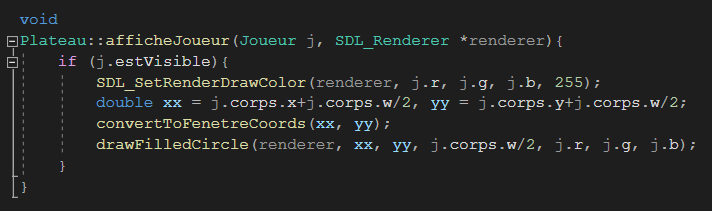 void
Plateau::afficheJoueur(Joueur j, SDL_Renderer *renderer){
if (j.estVisible){
SDL_SetRenderDrawColor(renderer, j.r, j.g, j.b, 255);
double xx = j.corps.x+j.corps.w/2, yy = j.corps.y+j.corps.w/2;
convertToFenetreCoords(xx, yy);
drawFilledCircle(renderer, xx, yy, j.corps.w/2, j.r, j.g, j.b);
}
}